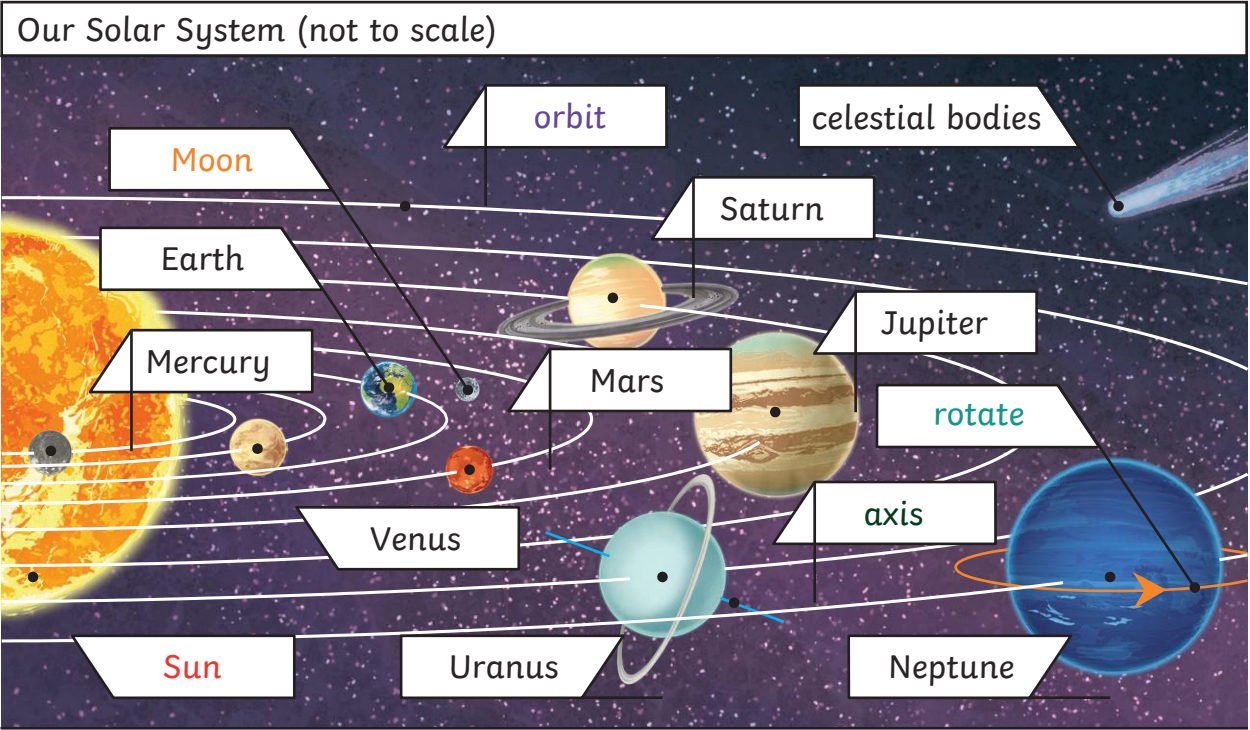 Our Solar System (not to scale)
orbit
celestial bodies
Moon
Saturn
Earth
Jupiter
Mercury
Mars
rotate
axis
Venus
Sun
Uranus
Neptune